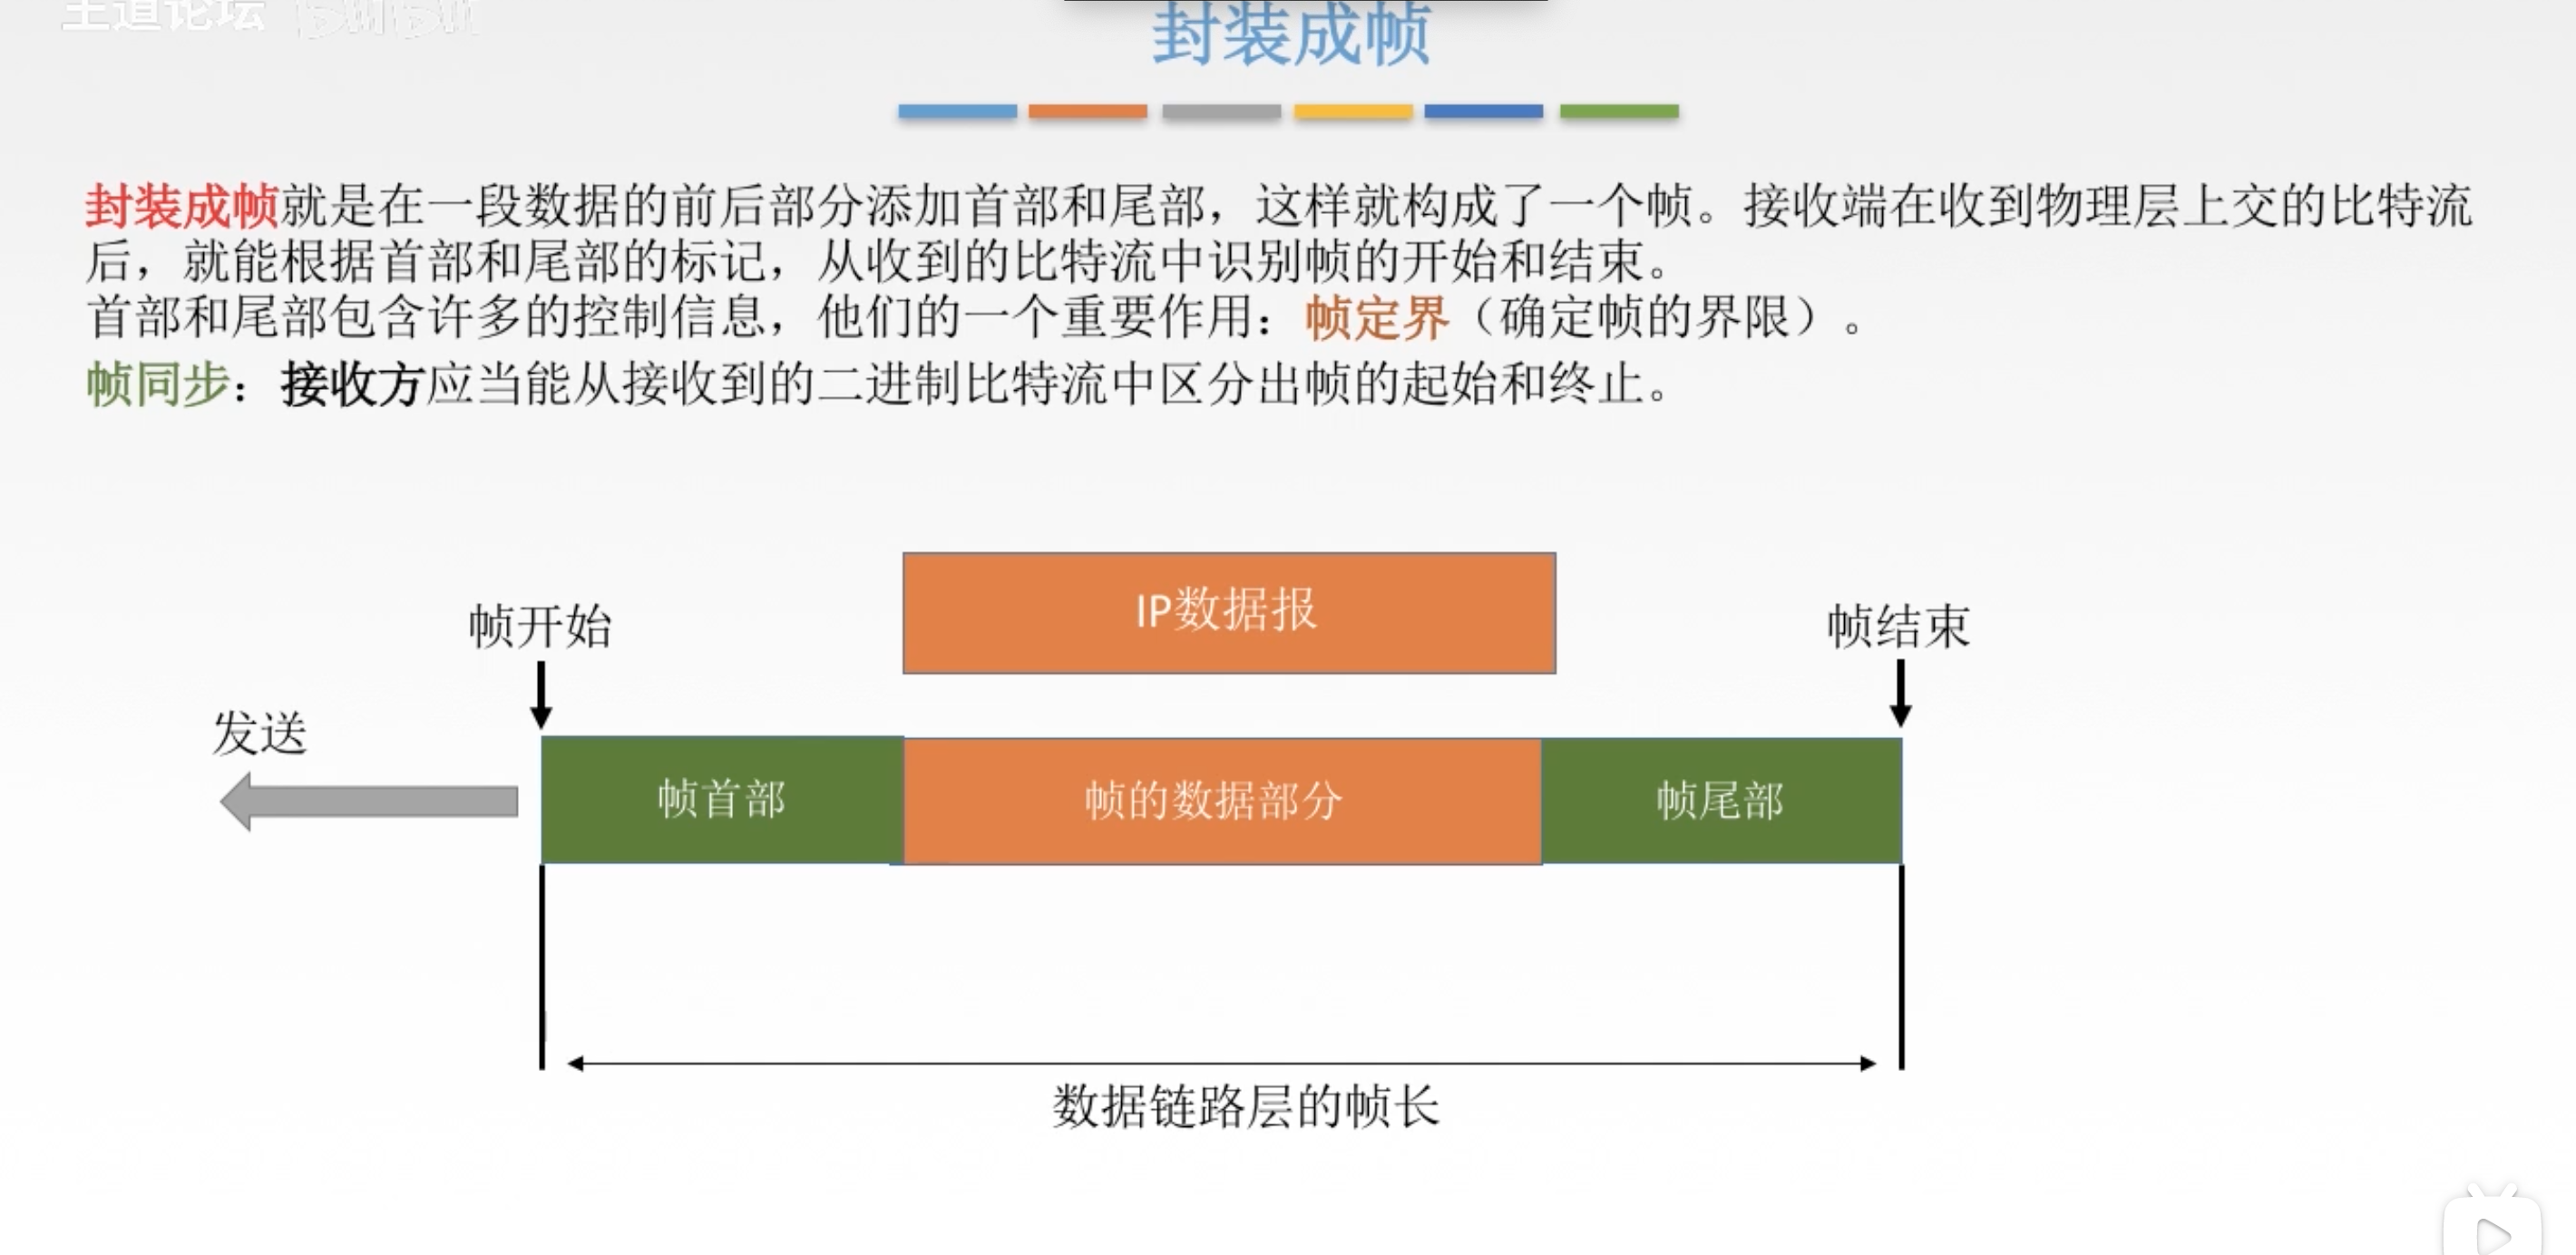 王道论坛 bilibili
封装成帧
封装成帧就是在一段数据的前后部分添加首部和尾部，这样就构成了一个帧。接收端在收到物理层上交的比特流
后，就能根据首部和尾部的标记，从收到的比特流中识别帧的开始和结束。
首部和尾部包含许多的控制信息，他们的一个重要作用：帧定界（确定帧的界限）。
帧同步：接收方应当能从接收到的二进制比特流中区分出帧的起始和终止。
IP数据报
帧开始
帧结束
发送
帧首部
帧的数据部分
帧尾部
数据链路层的帧长